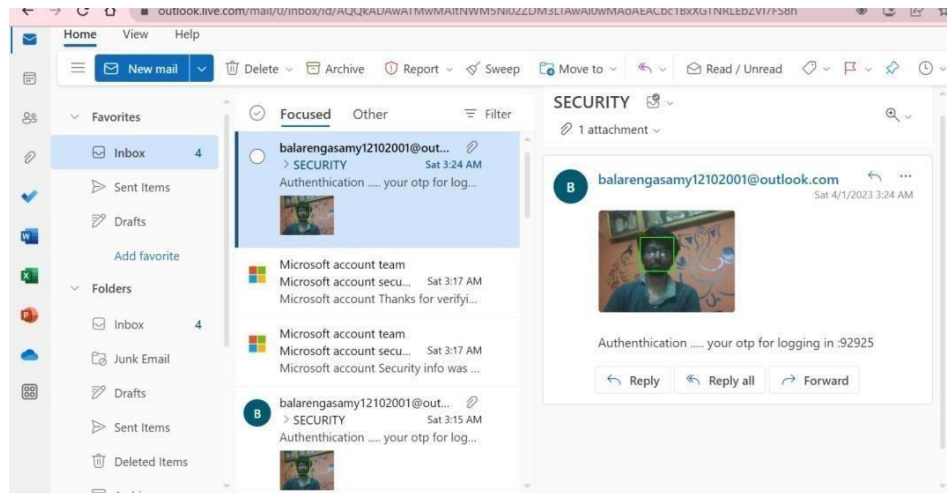 outlook.live.com/mail/0/inbox/id/
Home View Help
New mail Delete Archive Report Sweep Move to Read / Unread
Favorites
Inbox 4
Sent Items
Drafts
Add favorite
Folders
Inbox 4
Junk Email
Drafts
Sent Items
Deleted Items
Focused Other Filter
balarengasamy12102001@out...
> SECURITY Sat 3:24 AM
Authenthication ..... your otp for log...
Microsoft account team
Microsoft account secu... Sat 3:17 AM
Microsoft account Thanks for verifyi...
Microsoft account team
Microsoft account secu... Sat 3:17 AM
Microsoft account Security info was ...
B
balarengasamy12102001@out...
> SECURITY Sat 3:15 AM
Authenthication ..... your otp for log...
SECURITY
1 attachment
B
balarengasamy12102001@outlook.com
Sat 4/1/2023 3:24 AM
Authenthication ..... your otp for logging in :92925
Reply Reply all Forward